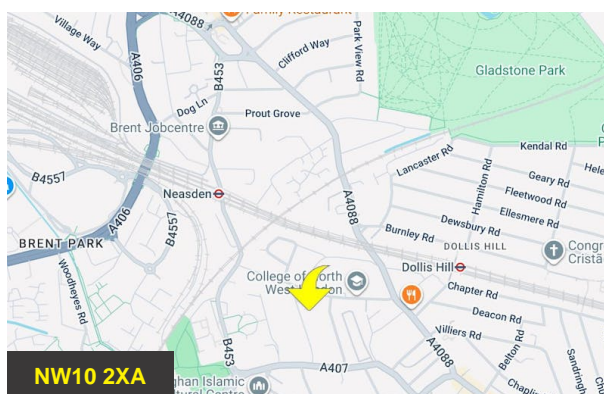 Family Restaurant
A4088
Village Way
A406
B453
Clifford Way
Park View Rd
Gladstone Park
Dog Ln
Prout Grove
Brent Jobcentre
Kendal Rd
Lancaster Rd
Hamilton Rd
Geary Rd
Fleetwood Rd
Ellesmere Rd
B4557
Neasden
A4088
A406
B4557
Dewsbury Rd
Burnley Rd
DOLLIS HILL
BRENT PARK
Dollis Hill
Woodheyes Rd
College of North
West London
Chapter Rd
Deacon Rd
Villiers Rd
Belton Rd
B453
A407
A4088
NW10 2XA